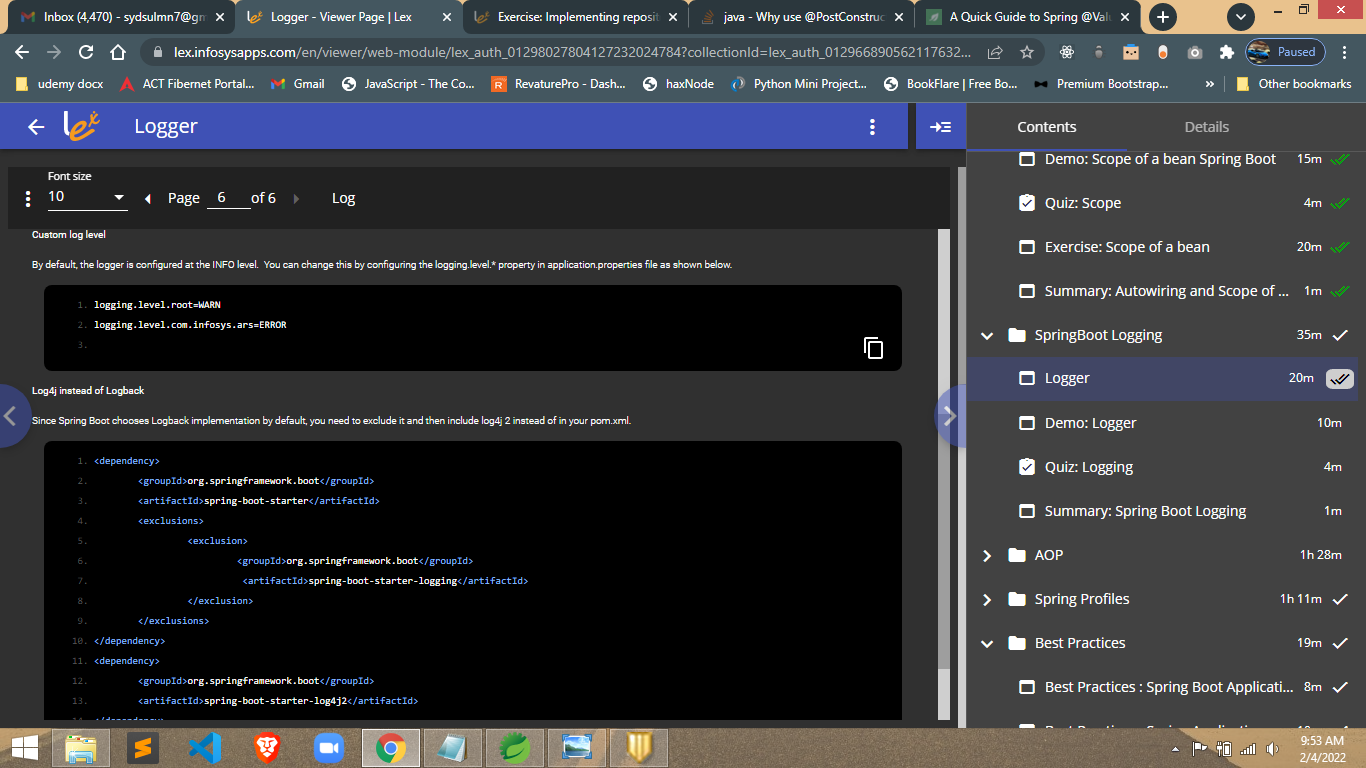 Inbox (4,470) - sydsulmn7@gm
Logger - Viewer Page | Lex
Exercise: Implementing reposit
java - Why use @PostConstruc
A Quick Guide to Spring @Valu
lex.infosysapps.com/en/viewer/web-module/lex_auth_01298027804127232024784?collectionId=lex_auth_012966890562117632...
Paused
udemy docx
ACT Fibernet Portal...
Gmail
JavaScript - The Co...
RevaturePro - Dash...
haxNode
Python Mini Project...
BookFlare | Free Bo...
Premium Bootstrap...
»
Other bookmarks
lex
Logger
Font size
10
Page 6 of 6
Log
Custom log level
By default, the logger is configured at the INFO level. You can change this by configuring the logging.level.* property in application.properties file as shown below.
1. logging.level.root=WARN
2. logging.level.com.infosys.ars=ERROR
3.
Log4j instead of Logback
Since Spring Boot chooses Logback implementation by default, you need to exclude it and then include log4j 2 instead of in your pom.xml.
1. <dependency>
2. <groupId>org.springframework.boot</groupId>
3. <artifactId>spring-boot-starter</artifactId>
4. <exclusions>
5. <exclusion>
6. <groupId>org.springframework.boot</groupId>
7. <artifactId>spring-boot-starter-logging</artifactId>
8. </exclusion>
9. </exclusions>
10. </dependency>
11. <dependency>
12. <groupId>org.springframework.boot</groupId>
13. <artifactId>spring-boot-starter-log4j2</artifactId>
14. </dependency>
Contents
Details
Demo: Scope of a bean Spring Boot 15m
Quiz: Scope 4m
Exercise: Scope of a bean 20m
Summary: Autowiring and Scope of ... 1m
SpringBoot Logging 35m
Logger 20m
Demo: Logger 10m
Quiz: Logging 4m
Summary: Spring Boot Logging 1m
AOP 1h 28m
Spring Profiles 1h 11m
Best Practices 19m
Best Practices : Spring Boot Applicati... 8m
9:53 AM
2/4/2022